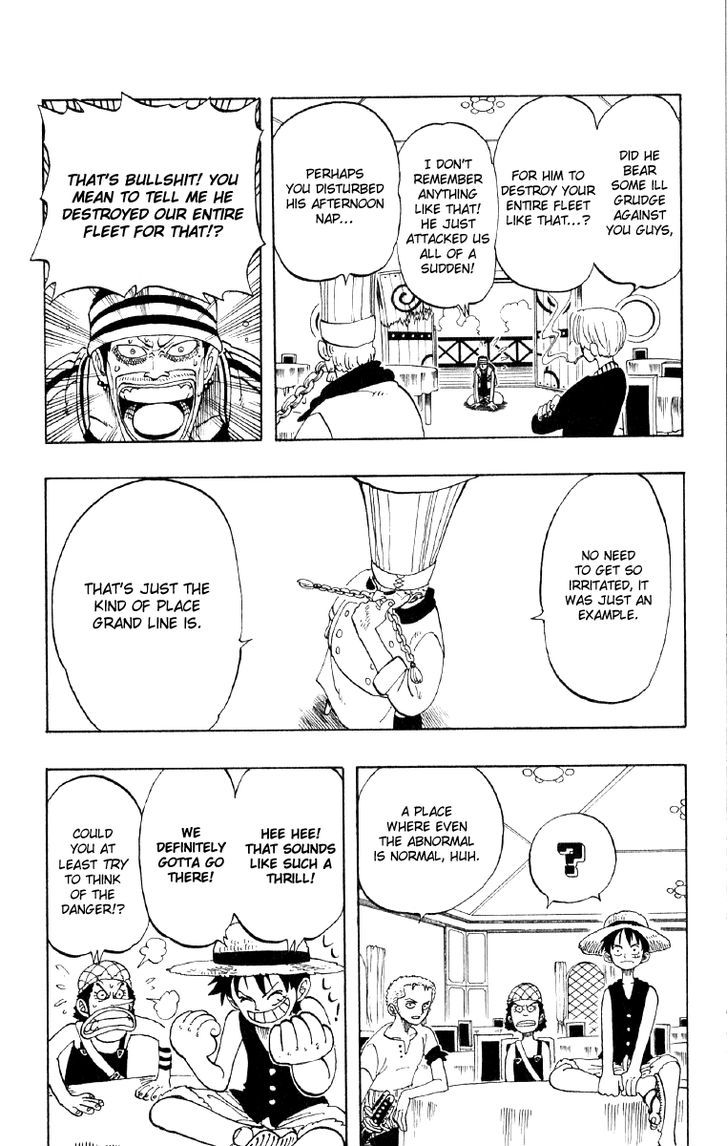 DID HE
BEAR
SOME ILL
GRUDGE
AGAINST
YOU GUYS,
FOR HIM TO
DESTROY YOUR
ENTIRE FLEET
LIKE THAT...?
I DON'T
REMEMBER
ANYTHING
LIKE THAT!
HE JUST
ATTACKED US
ALL OF A
SUDDEN!
PERHAPS
YOU DISTURBED
HIS AFTERNOON
NAP...
THAT'S BULLSHIT! YOU
MEAN TO TELL ME HE
DESTROYED OUR ENTIRE
FLEET FOR THAT!?
NO NEED
TO GET SO
IRRITATED, IT
WAS JUST AN
EXAMPLE.
THAT'S JUST THE
KIND OF PLACE
GRAND LINE IS.
?
A PLACE
WHERE EVEN
THE ABNORMAL
IS NORMAL, HUH.
HEE HEE!
THAT SOUNDS
LIKE SUCH A
THRILL!
WE
DEFINITELY
GOTTA GO
THERE!
COULD
YOU AT
LEAST TRY
TO THINK
OF THE
DANGER!?